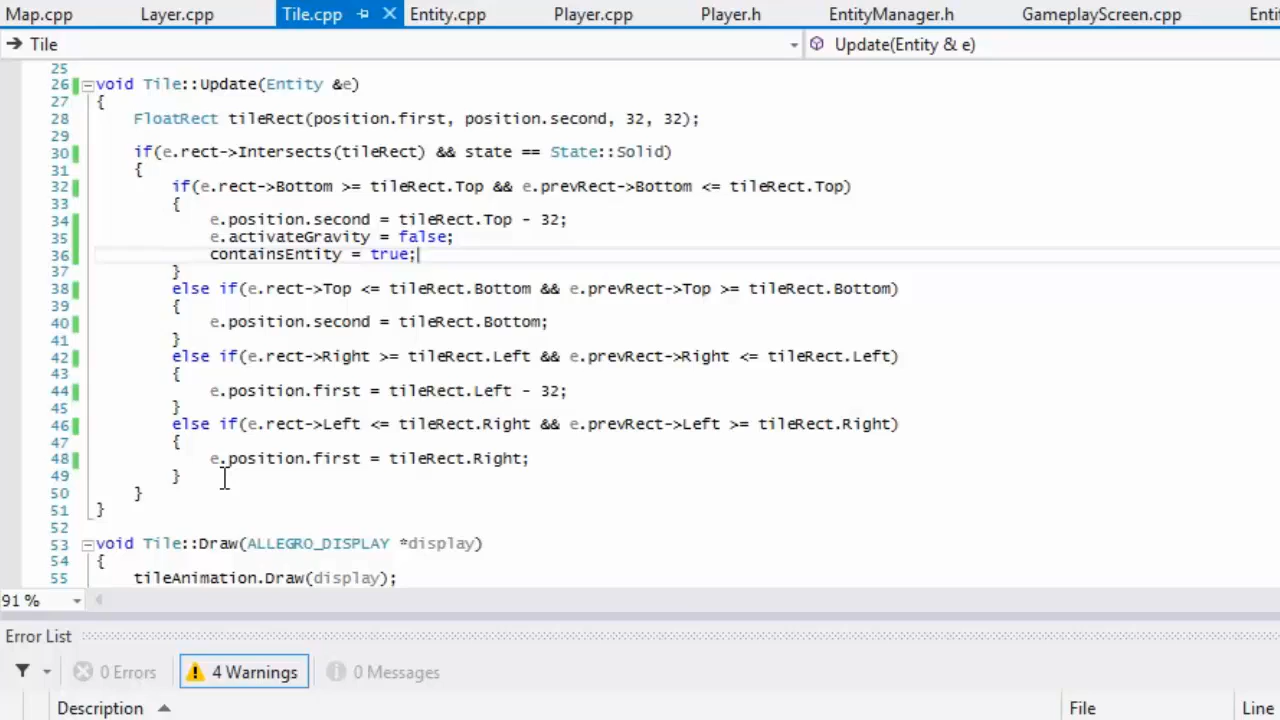 Map.cpp Layer.cpp Tile.cpp Entity.cpp Player.cpp Player.h EntityManager.h GameplayScreen.cpp Enti
Tile Update(Entity & e)
25
26 void Tile::Update(Entity &e)
27 {
28 FloatRect tileRect(position.first, position.second, 32, 32);
29
30 if(e.rect->Intersects(tileRect) && state == State::Solid)
31 {
32 if(e.rect->Bottom >= tileRect.Top && e.prevRect->Bottom <= tileRect.Top)
33 {
34 e.position.second = tileRect.Top - 32;
35 e.activateGravity = false;
36 containsEntity = true;
37 }
38 else if(e.rect->Top <= tileRect.Bottom && e.prevRect->Top >= tileRect.Bottom)
39 {
40 e.position.second = tileRect.Bottom;
41 }
42 else if(e.rect->Right >= tileRect.Left && e.prevRect->Right <= tileRect.Left)
43 {
44 e.position.first = tileRect.Left - 32;
45 }
46 else if(e.rect->Left <= tileRect.Right && e.prevRect->Left >= tileRect.Right)
47 {
48 e.position.first = tileRect.Right;
49 }
50 }
51 }
52
53 void Tile::Draw(ALLEGRO_DISPLAY *display)
54 {
55 tileAnimation.Draw(display);
91 %
Error List
0 Errors 4 Warnings 0 Messages
Description File Line